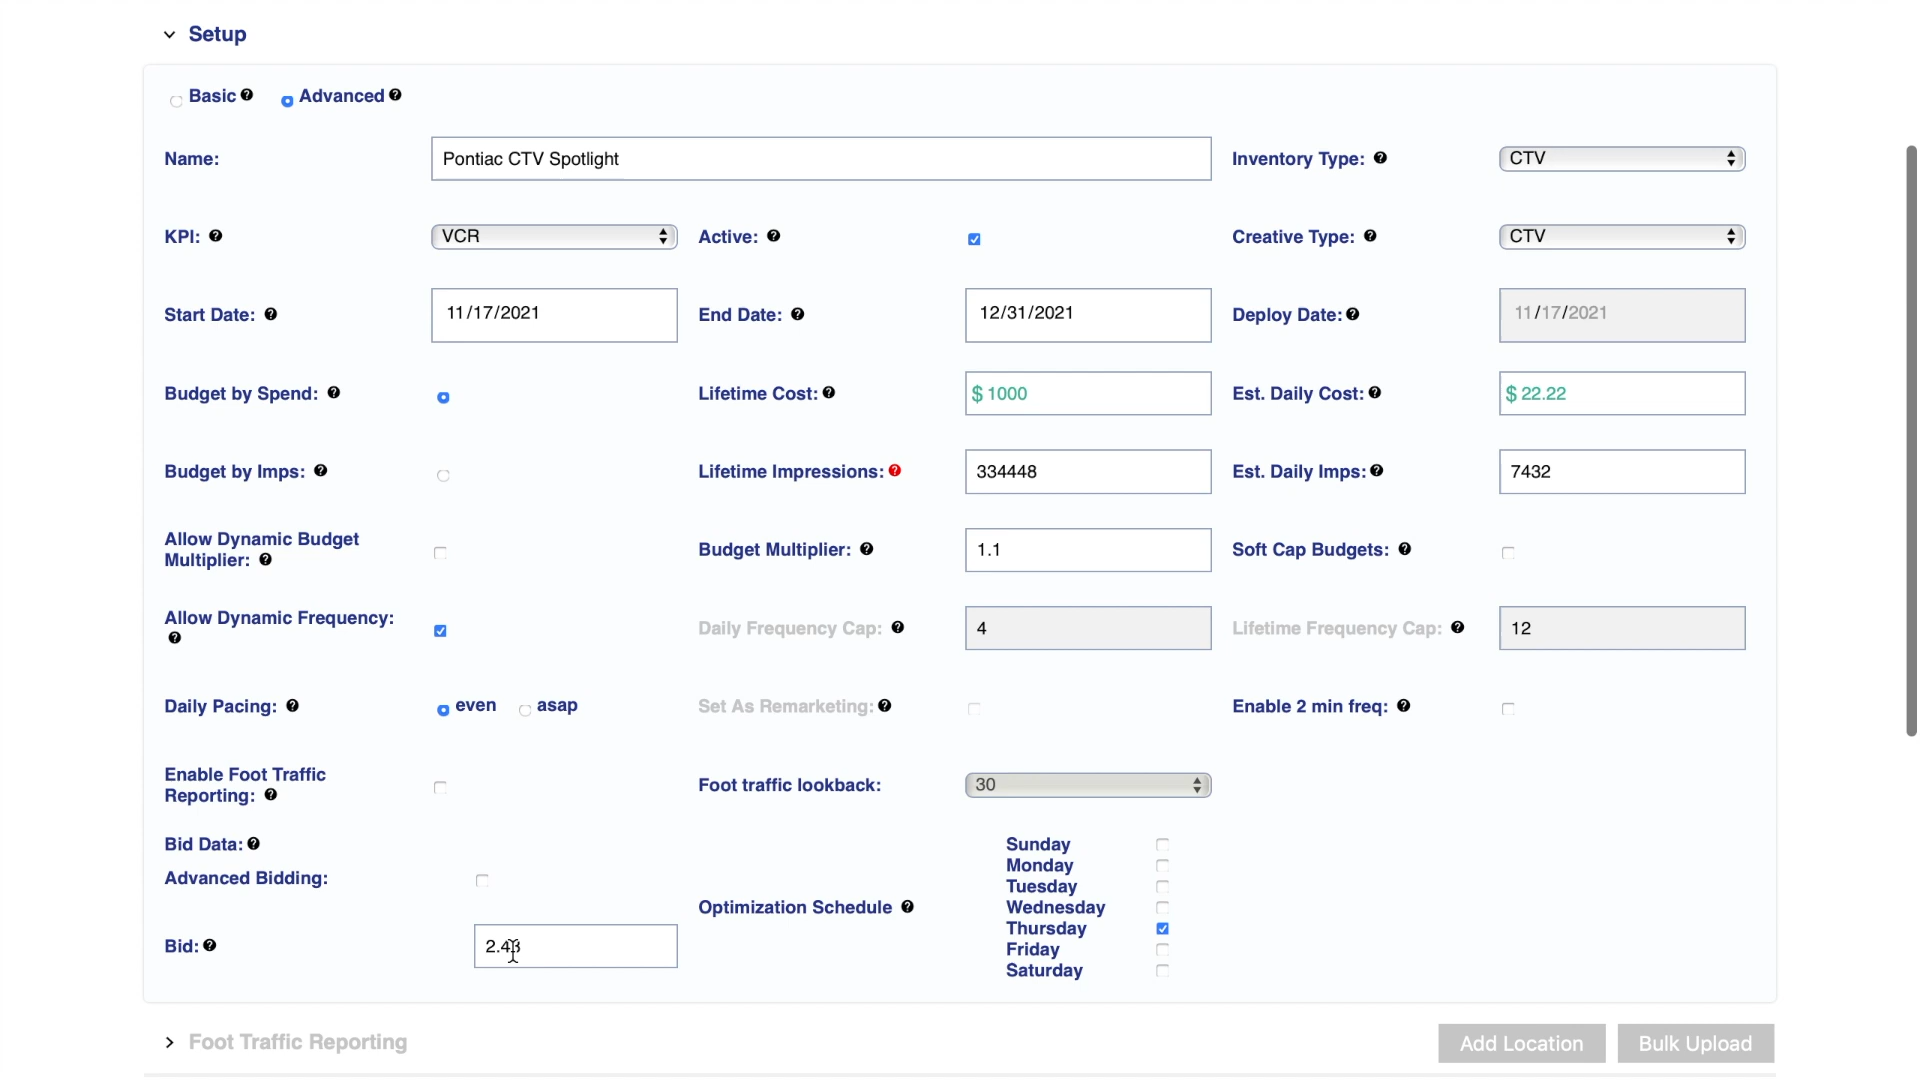 Setup
Basic Advanced
Name: Pontiac CTV Spotlight Inventory Type: CTV
KPI: VCR Active: Creative Type: CTV
Start Date: 11/17/2021 End Date: 12/31/2021 Deploy Date: 11/17/2021
Budget by Spend: Lifetime Cost: $ 1000 Est. Daily Cost: $ 22.22
Budget by Imps: Lifetime Impressions: 334448 Est. Daily Imps: 7432
Allow Dynamic Budget
Multiplier: Budget Multiplier: 1.1 Soft Cap Budgets:
Allow Dynamic Frequency: Daily Frequency Cap: 4 Lifetime Frequency Cap: 12
Daily Pacing: even asap Set As Remarketing: Enable 2 min freq:
Enable Foot Traffic
Reporting: Foot traffic lookback: 30
Bid Data: Sunday
Monday
Advanced Bidding: Tuesday
Optimization Schedule Wednesday
Thursday
Bid: Friday
Saturday
Foot Traffic Reporting Add Location Bulk Upload